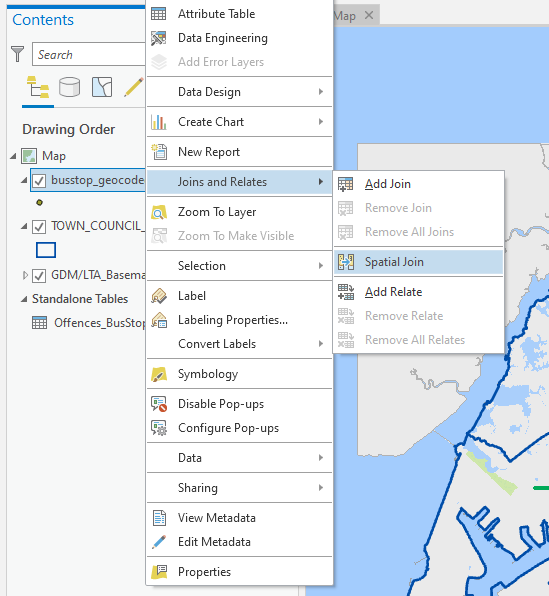 Contents
Search
Drawing Order
Map
busstop_geocode
TOWN_COUNCIL_
GDM/LTA_Basema
Standalone Tables
Offences_BusStop
Attribute Table
Data Engineering
Add Error Layers
Data Design
Create Chart
New Report
Joins and Relates
Zoom To Layer
Zoom To Make Visible
Selection
Label
Labeling Properties...
Convert Labels
Symbology
Disable Pop-ups
Configure Pop-ups
Data
Sharing
View Metadata
Edit Metadata
Properties
Map
Add Join
Remove Join
Remove All Joins
Spatial Join
Add Relate
Remove Relate
Remove All Relates